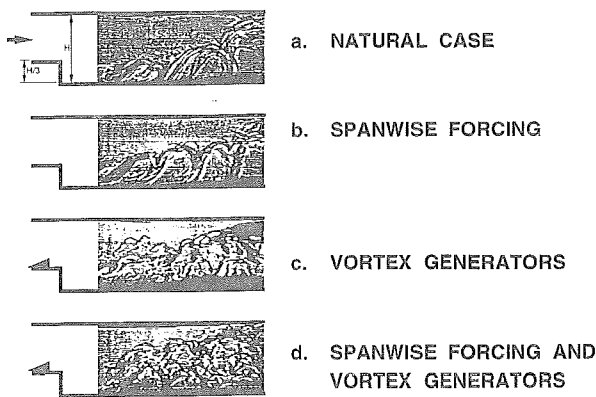 H
H/3
a. NATURAL CASE
b. SPANWISE FORCING
c. VORTEX GENERATORS
d. SPANWISE FORCING AND
VORTEX GENERATORS